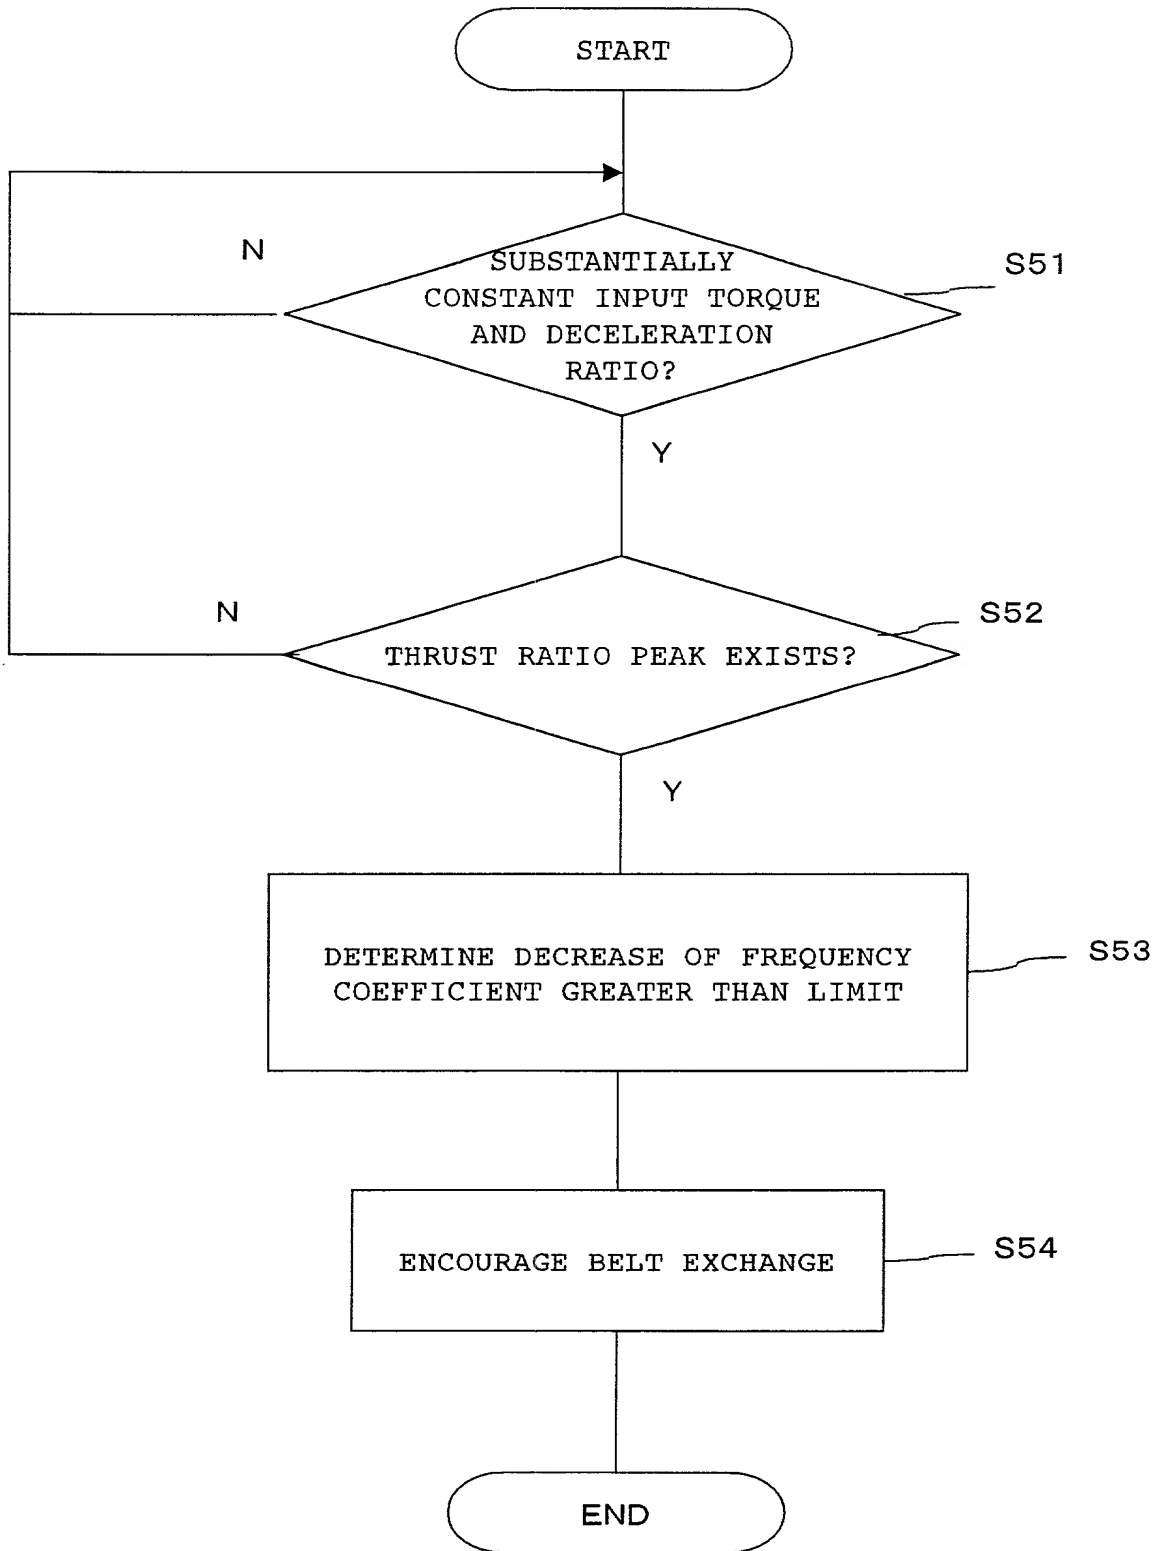 START
N
SUBSTANTIALLY
CONSTANT INPUT TORQUE
AND DECELERATION
RATIO?
S51
Y
N
THRUST RATIO PEAK EXISTS?
S52
Y
DETERMINE DECREASE OF FREQUENCY
COEFFICIENT GREATER THAN LIMIT
S53
ENCOURAGE BELT EXCHANGE
S54
END